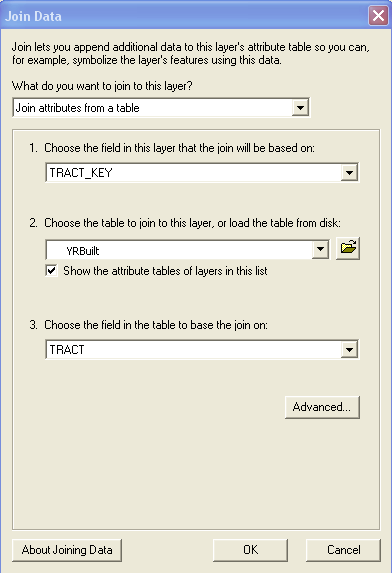 Join Data
Join lets you append additional data to this layer's attribute table so you can,
for example, symbolize the layer's features using this data.
What do you want to join to this layer?
Join attributes from a table
1. Choose the field in this layer that the join will be based on:
TRACT_KEY
2. Choose the table to join to this layer, or load the table from disk:
YRBuilt
Show the attribute tables of layers in this list
3. Choose the field in the table to base the join on:
TRACT
Advanced...
About Joining Data
OK
Cancel